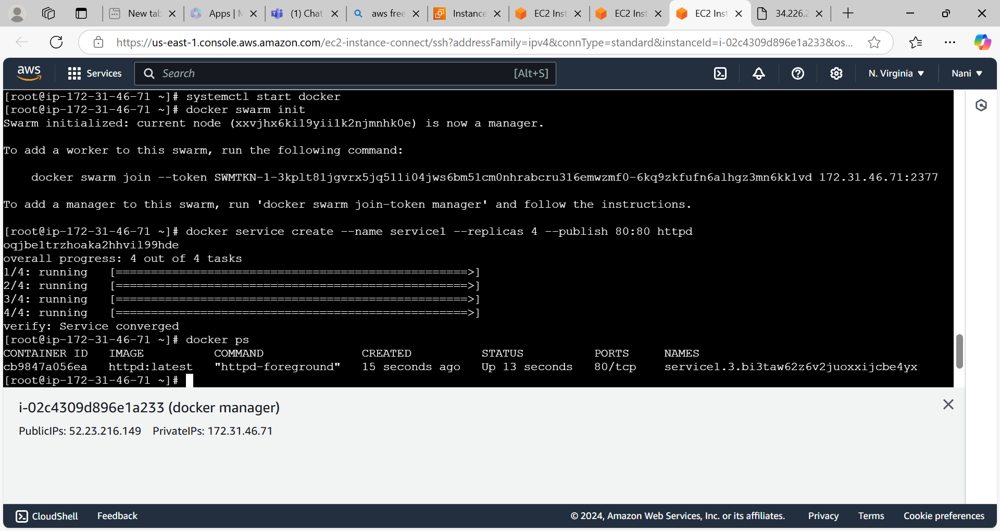 New tab
Apps | M
(1) Chat
aws free
Instance
EC2 Inst
EC2 Inst
EC2 Inst
34.226.2
https://us-east-1.console.aws.amazon.com/ec2-instance-connect/ssh?addressFamily=ipv4&connType=standard&instanceId=i-02c4309d896e1a233&os...
aws
Services
Search
[Alt+S]
N. Virginia
Nani
[root@ip-172-31-46-71 ~]# systemctl start docker
[root@ip-172-31-46-71 ~]# docker swarm init
Swarm initialized: current node (xxvjhx6ki19yii1k2njmnhk0e) is now a manager.
To add a worker to this swarm, run the following command:
docker swarm join --token SWMTKN-1-3kplt81jgvrx5jq511i04jws6bm51cm0nhrabcru316emwzmf0-6kq9zkfufn6alhgz3mn6kk1vd 172.31.46.71:2377
To add a manager to this swarm, run 'docker swarm join-token manager' and follow the instructions.
[root@ip-172-31-46-71 ~]# docker service create --name service1 --replicas 4 --publish 80:80 httpd
oqjbe1trzhoaka2hhvil99hde
overall progress: 4 out of 4 tasks
1/4: running [==================================================>]
2/4: running [==================================================>]
3/4: running [==================================================>]
4/4: running [==================================================>]
verify: Service converged
[root@ip-172-31-46-71 ~]# docker ps
CONTAINER ID IMAGE COMMAND CREATED STATUS PORTS NAMES
cb9847a056ea httpd:latest "httpd-foreground" 15 seconds ago Up 13 seconds 80/tcp service1.3.bi3taw62z6v2juoxxijcbe4yx
[root@ip-172-31-46-71 ~]#
i-02c4309d896e1a233 (docker manager)
PublicIPs: 52.23.216.149 PrivateIPs: 172.31.46.71
CloudShell
Feedback
© 2024, Amazon Web Services, Inc. or its affiliates.
Privacy
Terms
Cookie preferences